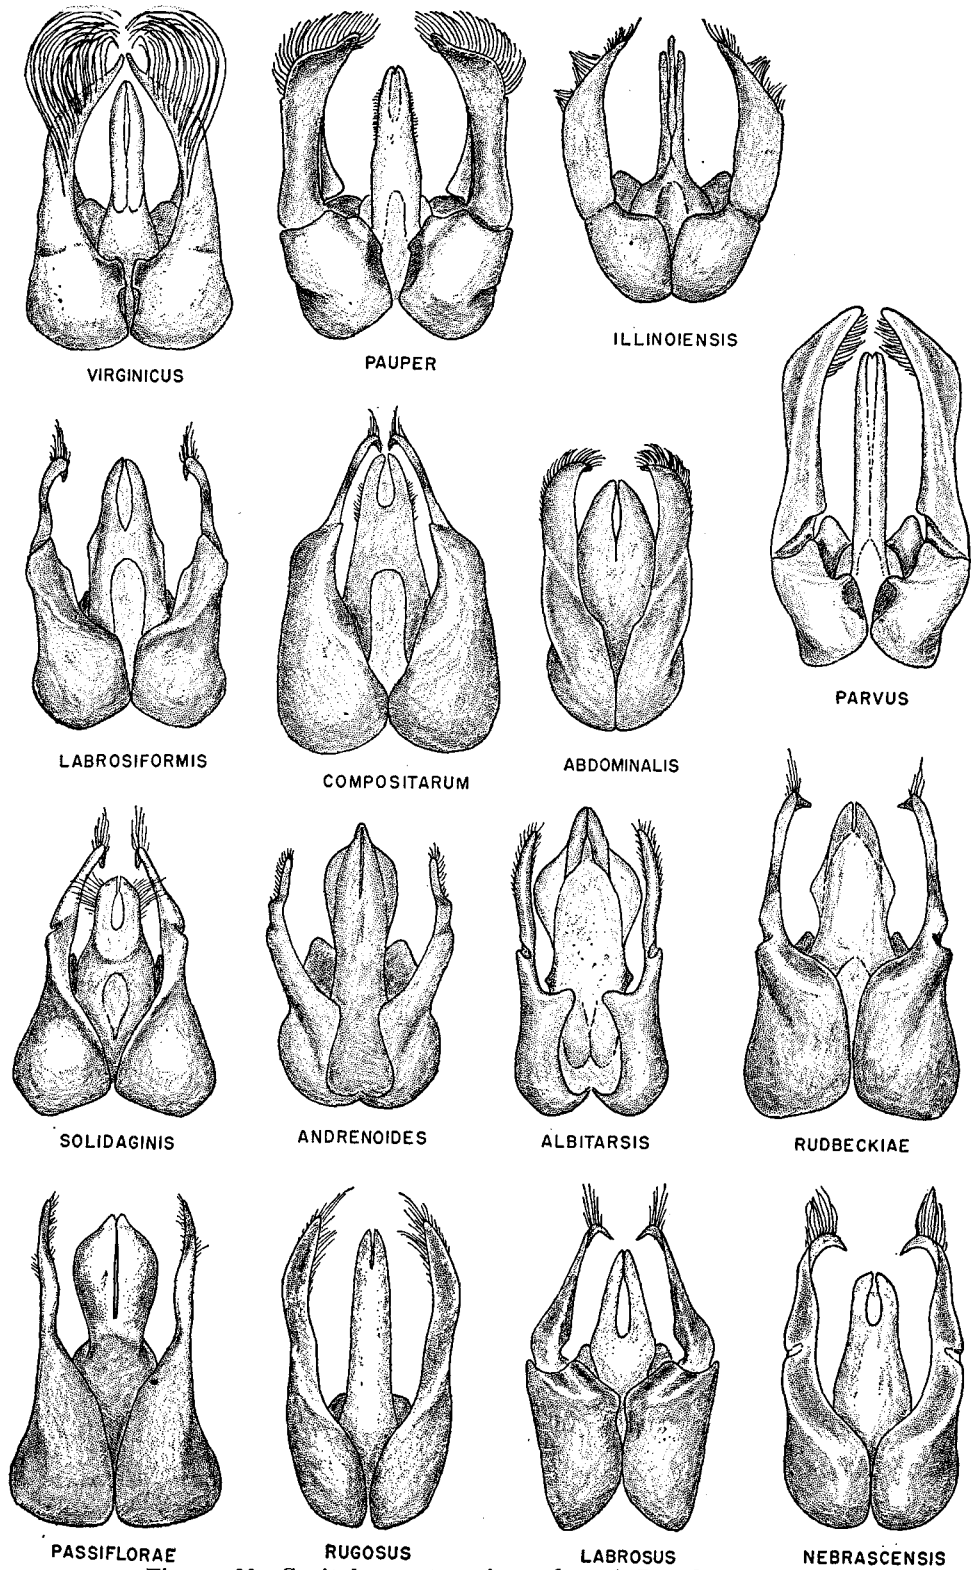 VIRGINICUS
PAUPER
ILLINOIENSIS
PARVUS
LABROSIFORMIS
COMPOSITARUM
ABDOMINALIS
SOLIDAGINIS
ANDRENOIDES
ALBITARSIS
RUDBECKIAE
PASSIFLORAE
RUGOSUS
LABROSUS
NEBRASCENSIS